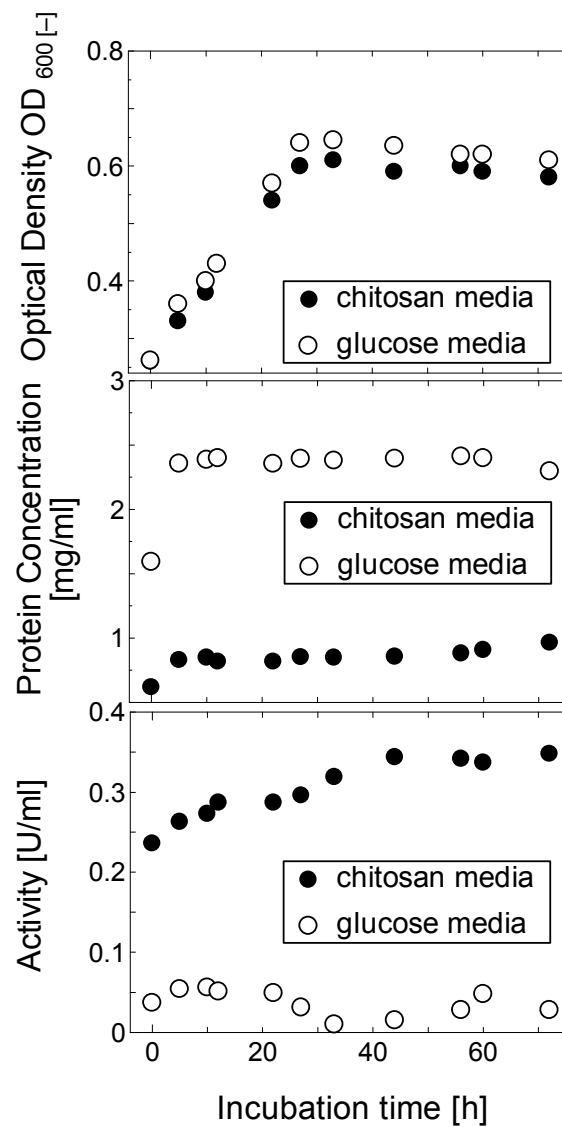 Optical Density OD 600 [–]
0.8
0.6
0.4
chitosan media
glucose media
Protein Concentration
[mg/ml]
3
2
1
chitosan media
glucose media
Activity [U/ml]
0.4
0.3
0.2
0.1
0
chitosan media
glucose media
0 20 40 60
Incubation time [h]